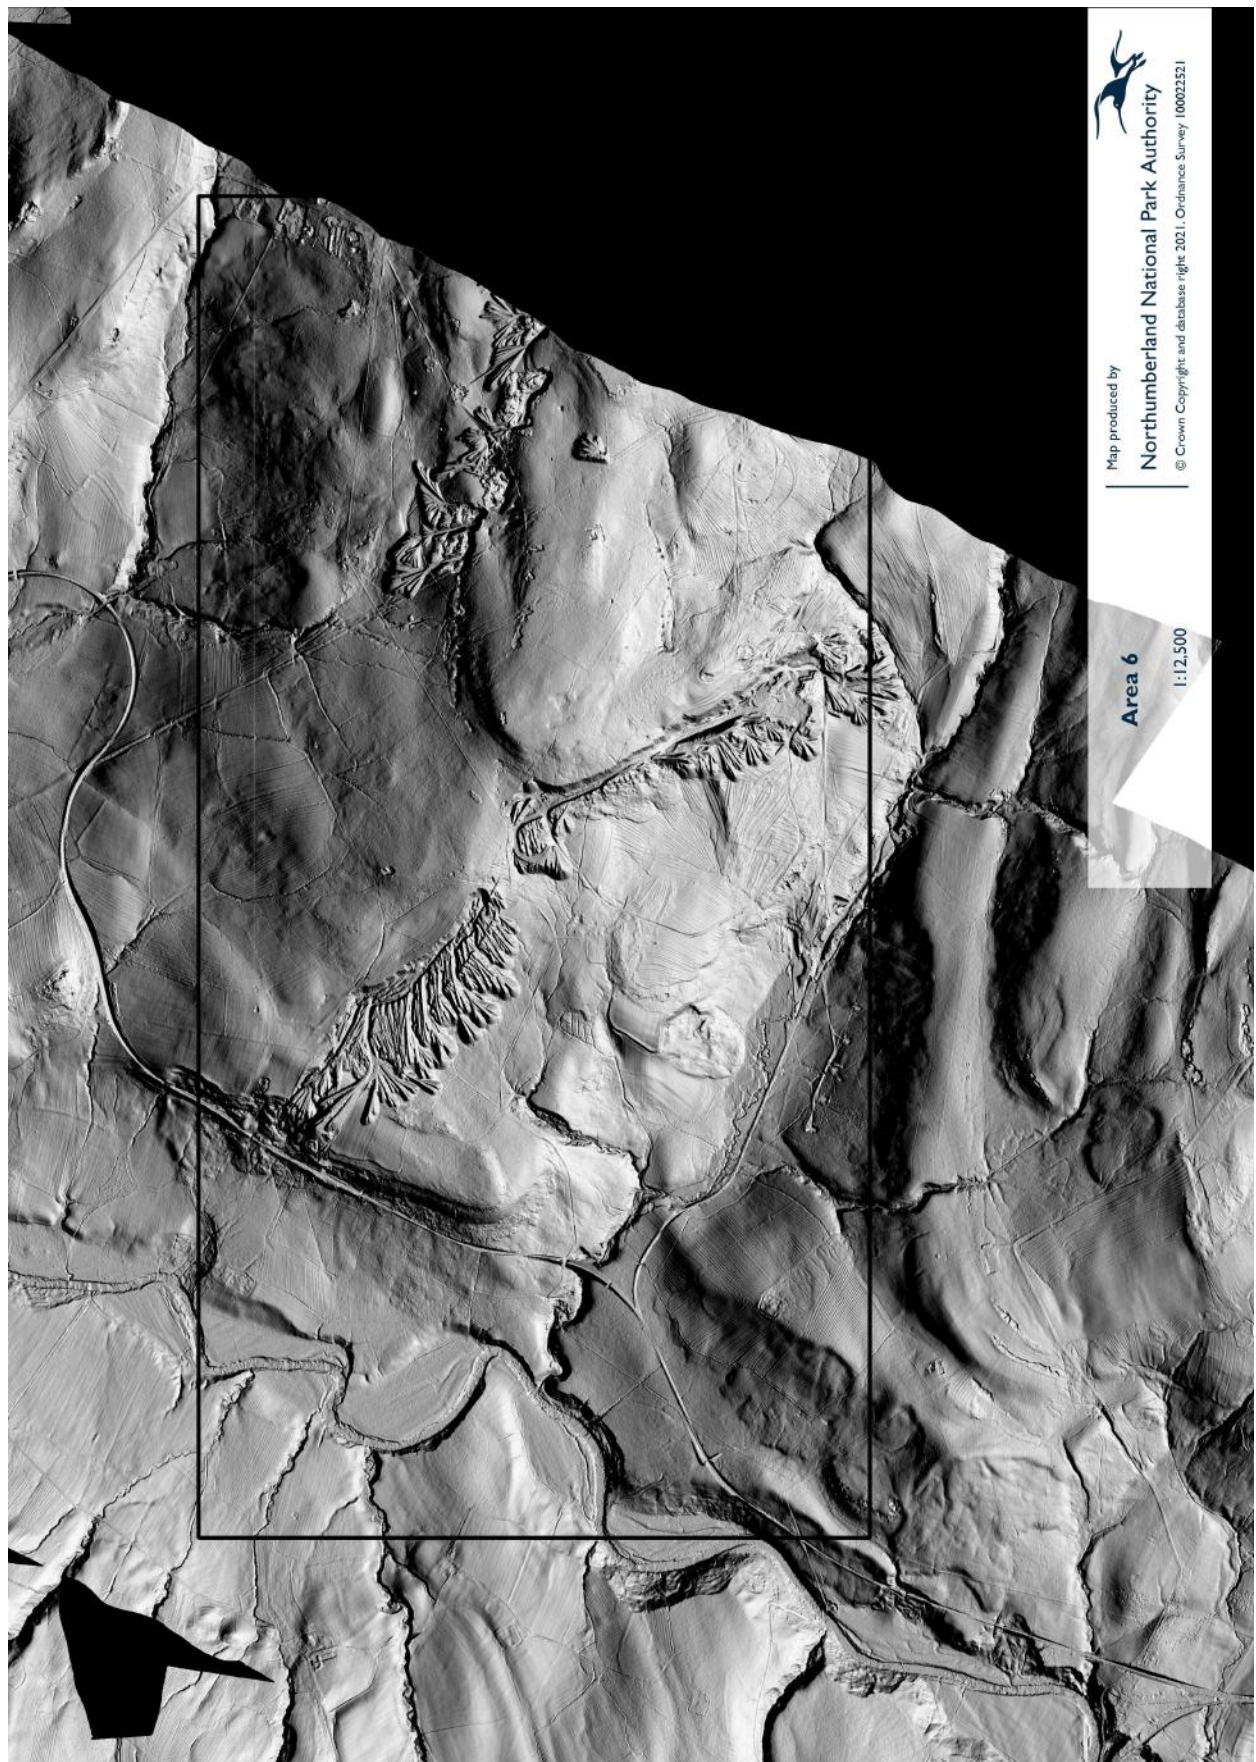 Area 6
1:12,500
Map produced by
Northumberland National Park Authority
© Crown Copyright and database right 2021. Ordnance Survey 100022521